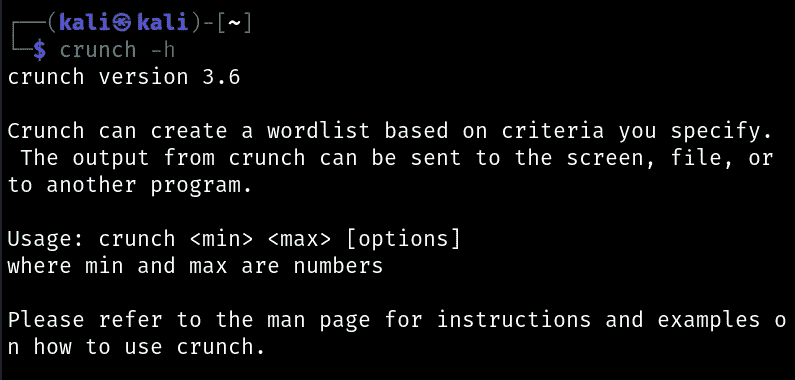 ┌──(kali㉿kali)-[~]
└─$ crunch -h
crunch version 3.6
Crunch can create a wordlist based on criteria you specify.
The output from crunch can be sent to the screen, file, or
to another program.
Usage: crunch <min> <max> [options]
where min and max are numbers
Please refer to the man page for instructions and examples o
n how to use crunch.